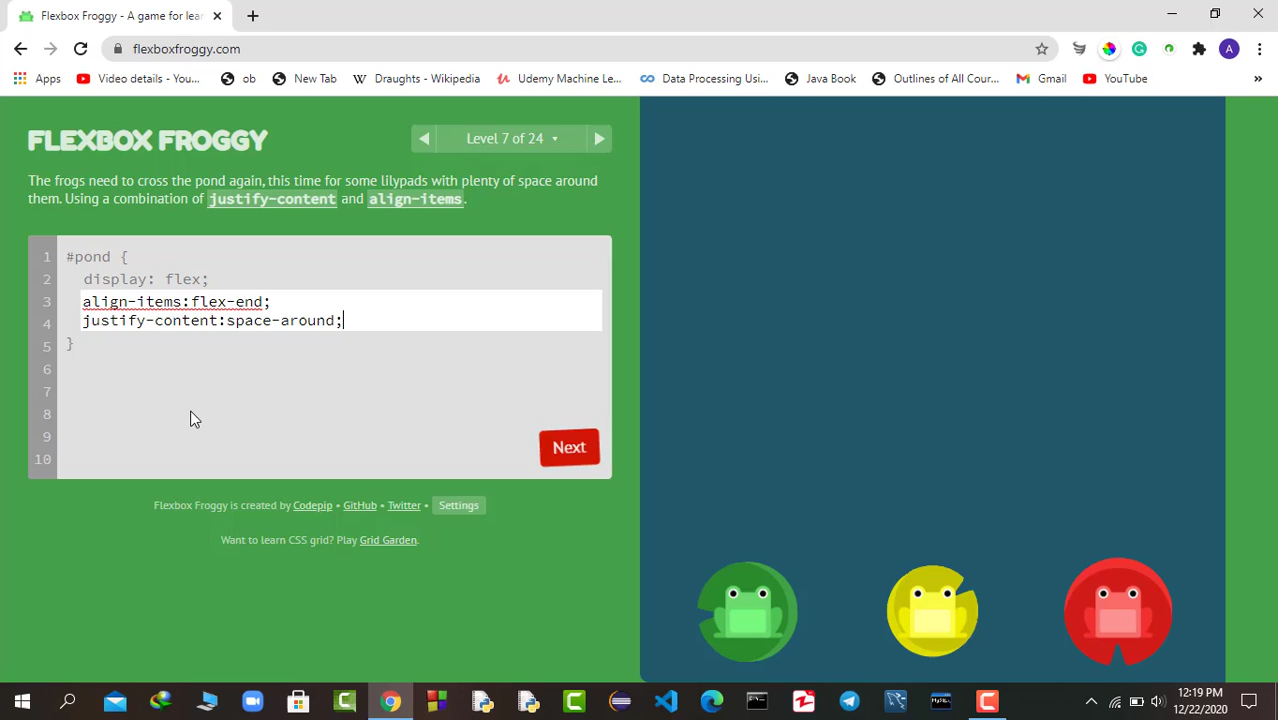 Flexbox Froggy - A game for lear
flexboxfroggy.com
A
Apps
Video details - You...
ob
New Tab
Draughts - Wikipedia
Udemy Machine Le...
Data Processing Usi...
Java Book
Outlines of All Cour...
Gmail
YouTube
»
FLEXBOX FROGGY
Level 7 of 24
The frogs need to cross the pond again, this time for some lilypads with plenty of space around
them. Using a combination of justify-content and align-items.
1 #pond {
2 display: flex;
3 align-items:flex-end;
4 justify-content:space-around;
5 }
6
7
8
9
10
Next
Flexbox Froggy is created by Codepip • GitHub • Twitter • Settings
Want to learn CSS grid? Play Grid Garden.
12:19 PM
12/22/2020